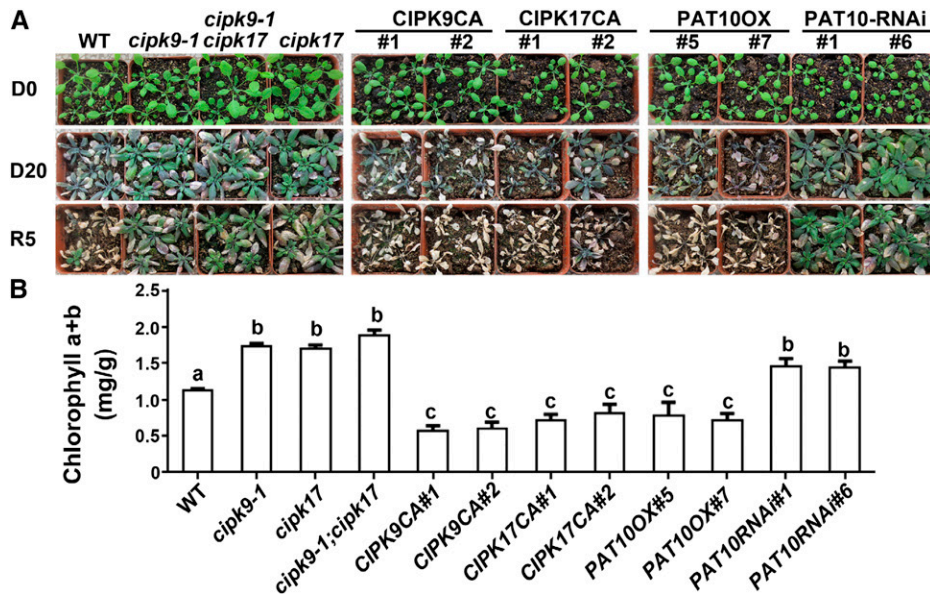 A
cipk9-1 CIPK9CA CIPK17CA PAT10OX PAT10-RNAi
WT cipk9-1 cipk17 cipk17 #1 #2 #1 #2 #5 #7 #1 #6
D0
D20
R5
B
Chlorophyll a+b
(mg/g)
2.5
2.0
1.5
1.0
0.5
0
a b b b c c c c c c b b
WT
cipk9-1
cipk17
cipk9-1;cipk17
CIPK9CA#1
CIPK9CA#2
CIPK17CA#1
CIPK17CA#2
PAT10OX#5
PAT10OX#7
PAT10RNAi#1
PAT10RNAi#6